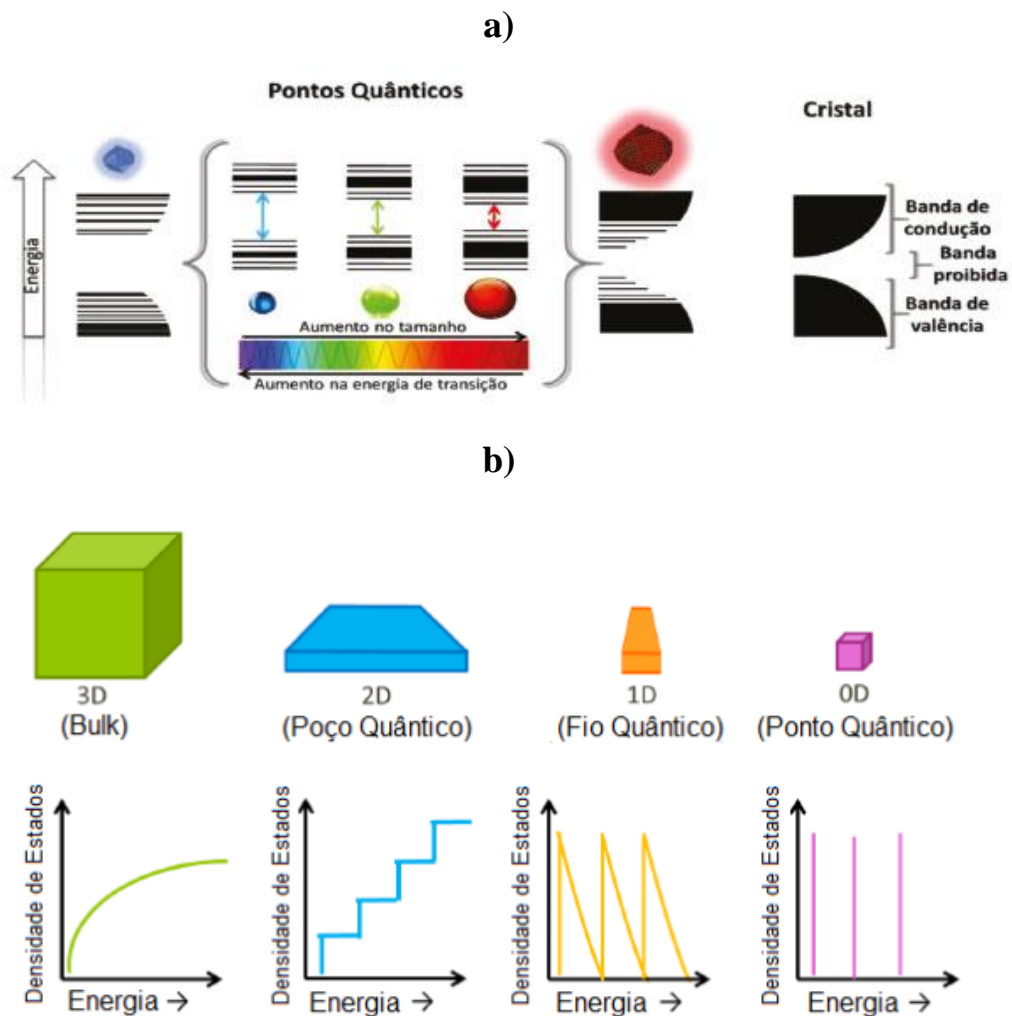 a)
Pontos Quânticos
Cristal
Energia
Banda de
condução
Banda
proibida
Banda de
valência
Aumento no tamanho
Aumento na energia de transição
b)
3D
(Bulk)
2D
(Poço Quântico)
1D
(Fio Quântico)
0D
(Ponto Quântico)
Densidade de Estados
Energia →
Densidade de Estados
Energia →
Densidade de Estados
Energia →
Densidade de Estados
Energia →